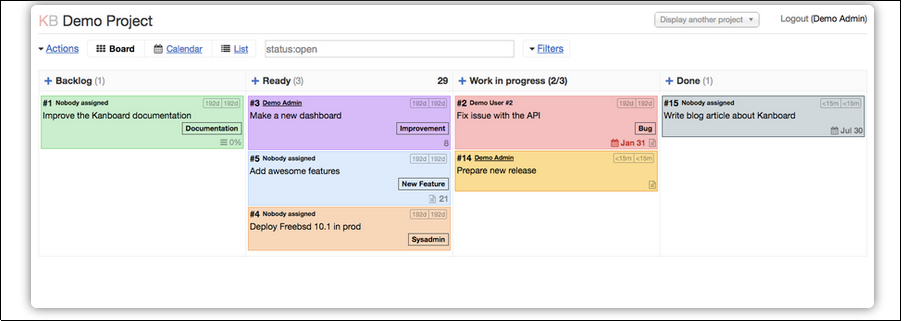 KB Demo Project
Display another project
Logout (Demo Admin)
Actions
Board
Calendar
List
status:open
Filters
+ Backlog (1)
+ Ready (3) 29
+ Work in progress (2/3)
+ Done (1)
#1 Nobody assigned 192d 192d
Improve the Kanboard documentation
Documentation
0%
#3 Demo Admin 192d 192d
Make a new dashboard
Improvement
8
#5 Nobody assigned 192d 192d
Add awesome features
New Feature
21
#4 Nobody assigned 192d 192d
Deploy Freebsd 10.1 in prod
Sysadmin
#2 Demo User #2 192d 192d
Fix issue with the API
Bug
Jan 31
#14 Demo Admin <15m <15m
Prepare new release
#15 Nobody assigned <15m <15m
Write blog article about Kanboard
Jul 30